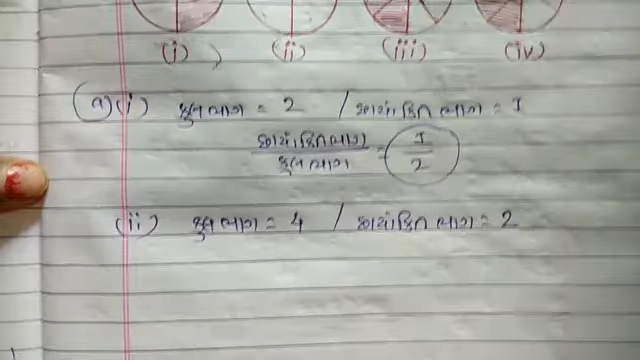 (i) (ii) (iii) (iv)
(a) (i) કુલ ભાગ = 2 / છાયાંકિત ભાગ = 1
છાયાંકિત ભાગ / કુલ ભાગ = 1/2
(ii) કુલ ભાગ = 4 / છાયાંકિત ભાગ = 2